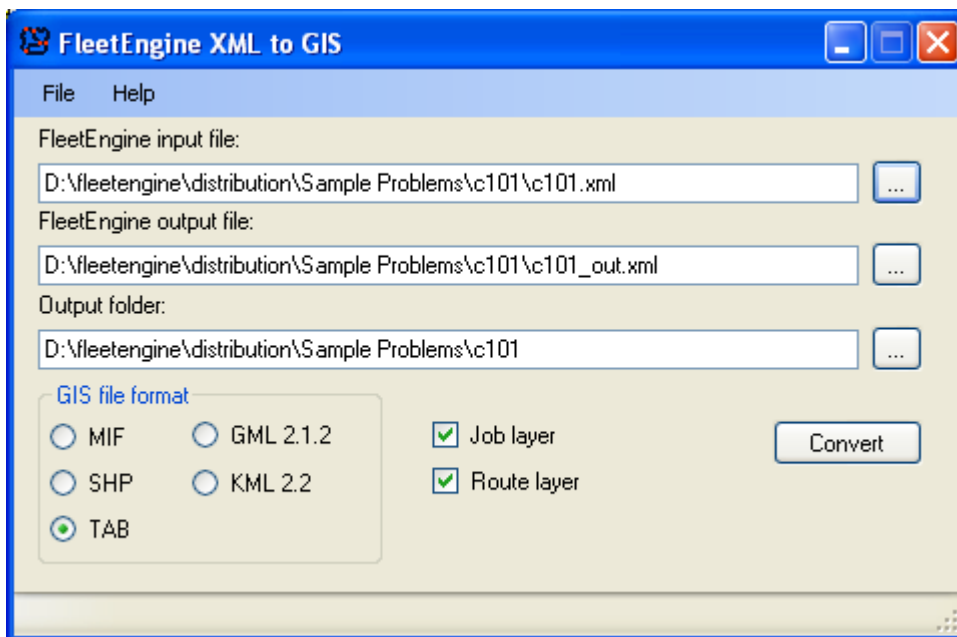 FleetEngine XML to GIS
File Help
FleetEngine input file:
D:\fleetengine\distribution\Sample Problems\c101\c101.xml
...
FleetEngine output file:
D:\fleetengine\distribution\Sample Problems\c101\c101_out.xml
...
Output folder:
D:\fleetengine\distribution\Sample Problems\c101
...
GIS file format
MIF GML 2.1.2
SHP KML 2.2
TAB
Job layer
Route layer
Convert